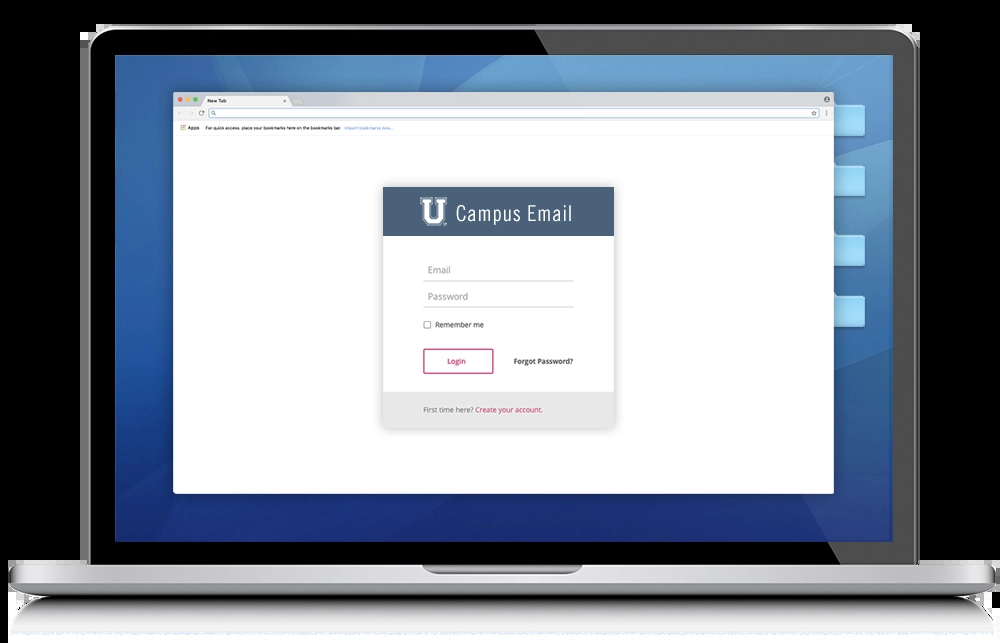 New Tab
Apps For quick access, place your bookmarks here on the bookmarks bar. Import bookmarks now...
U Campus Email
Email
Password
Remember me
Login Forgot Password?
First time here? Create your account.